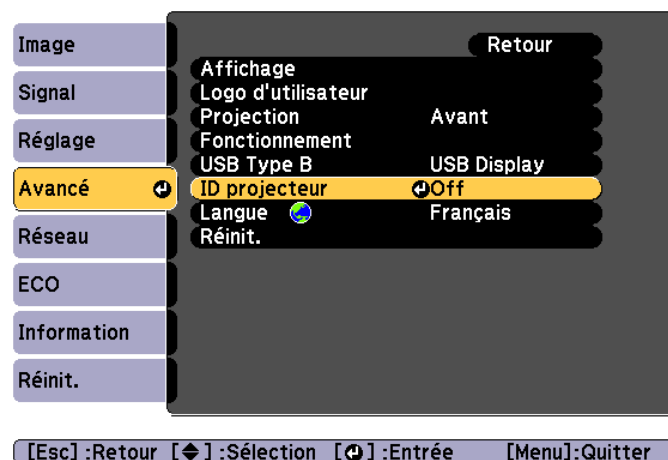 Image
Signal
Réglage
Avancé
Réseau
ECO
Information
Réinit.
Retour
Affichage
Logo d'utilisateur
Projection Avant
Fonctionnement
USB Type B USB Display
ID projecteur Off
Langue Français
Réinit.
[Esc] :Retour [ ] :Sélection [ ] :Entrée [Menu]:Quitter